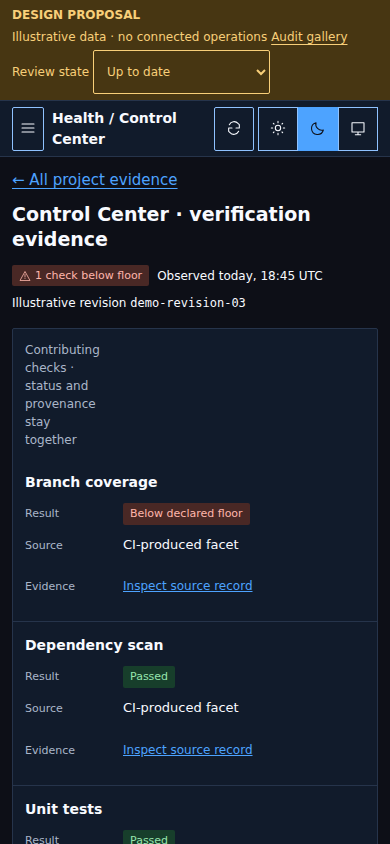 DESIGN PROPOSAL
Illustrative data · no connected operations Audit gallery
Review state Up to date
Health / Control
Center
← All project evidence
Control Center · verification
evidence
1 check below floor Observed today, 18:45 UTC
Illustrative revision demo-revision-03
Contributing
checks ·
status and
provenance
stay
together
Branch coverage
Result Below declared floor
Source CI-produced facet
Evidence Inspect source record
Dependency scan
Result Passed
Source CI-produced facet
Evidence Inspect source record
Unit tests
Result Passed